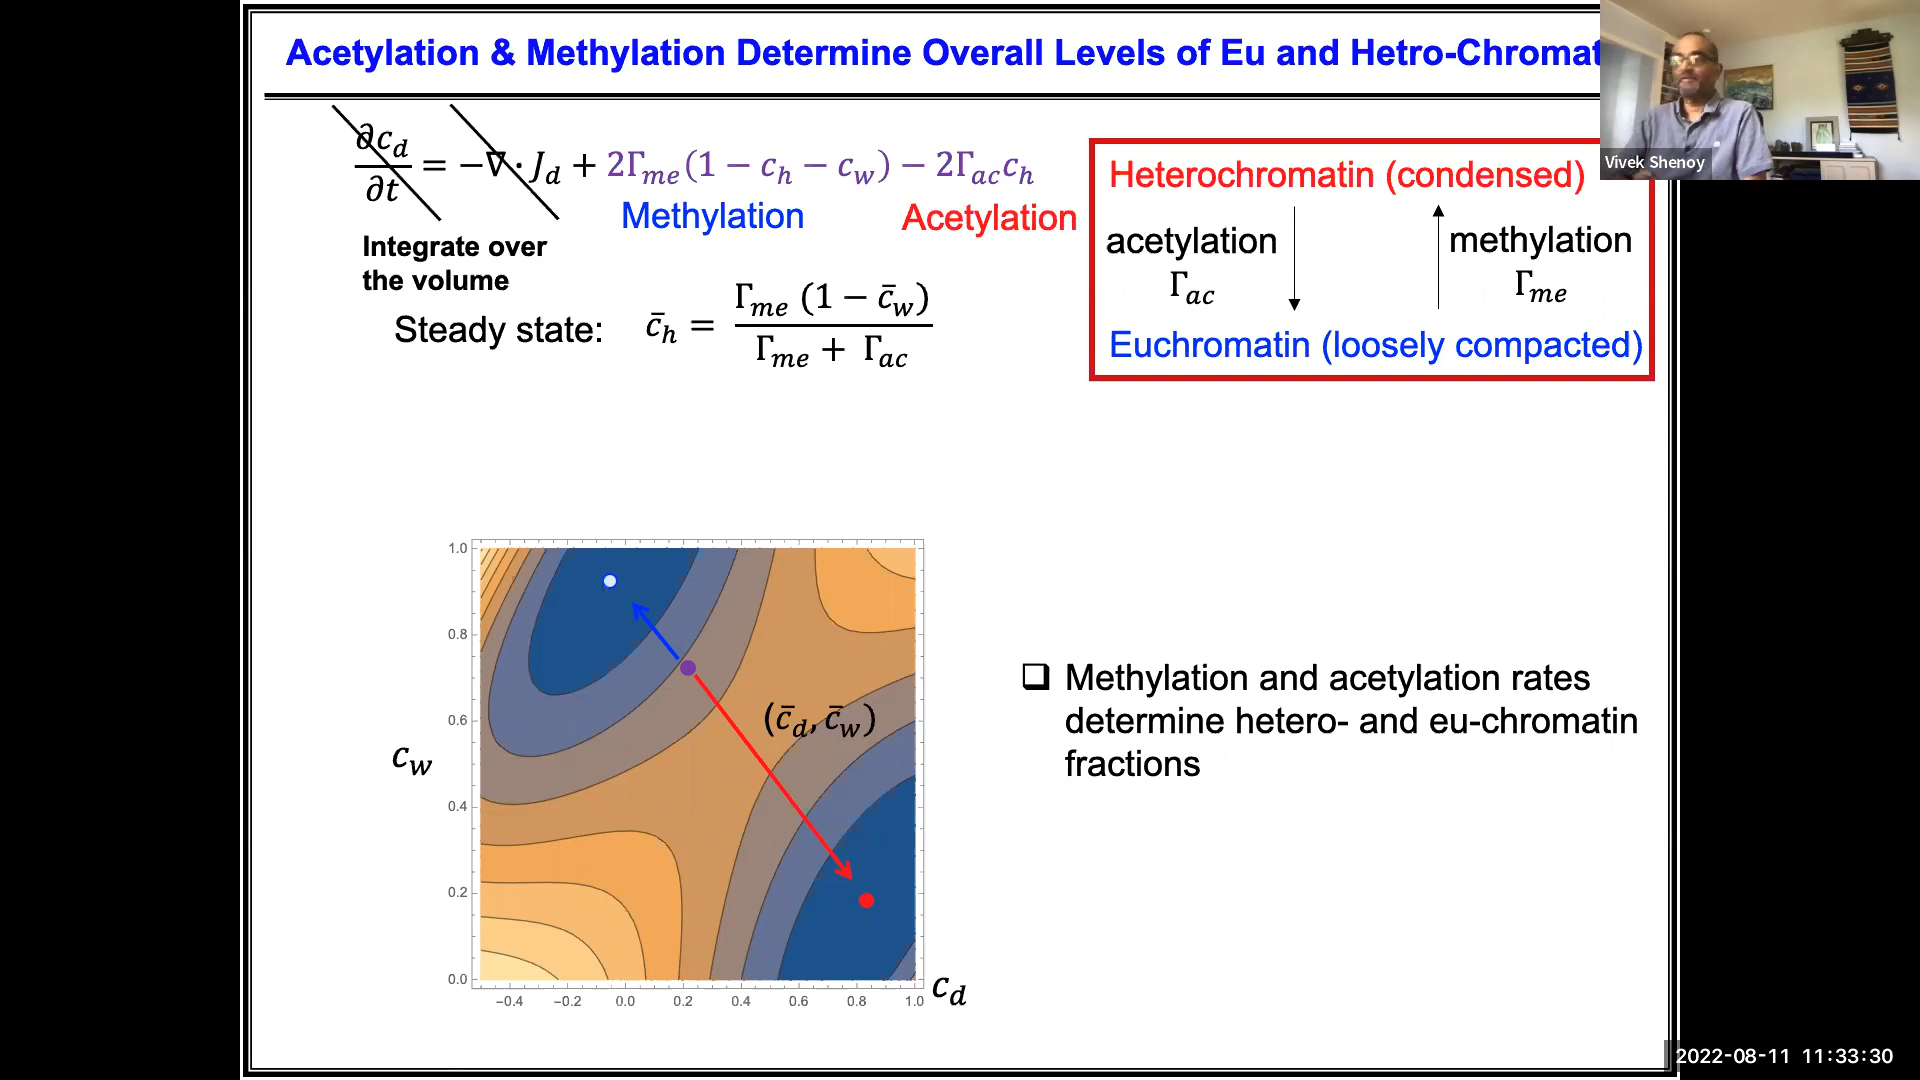 Acetylation & Methylation Determine Overall Levels of Eu and Hetro-Chromat
Vivek Shenoy
∂c_d/∂t = −∇ · J_d + 2Γ_me(1 − c_h − c_w) − 2Γ_ac c_h
Methylation
Acetylation
Integrate over
the volume
Steady state: c̄_h = Γ_me (1 − c̄_w) / Γ_me + Γ_ac
Heterochromatin (condensed)
acetylation
Γ_ac
methylation
Γ_me
Euchromatin (loosely compacted)
1.0
0.8
0.6
0.4
0.2
0.0
c_w
(c̄_d, c̄_w)
−0.4 −0.2 0.0 0.2 0.4 0.6 0.8 1.0
c_d
❑ Methylation and acetylation rates
determine hetero- and eu-chromatin
fractions
2022-08-11 11:33:30